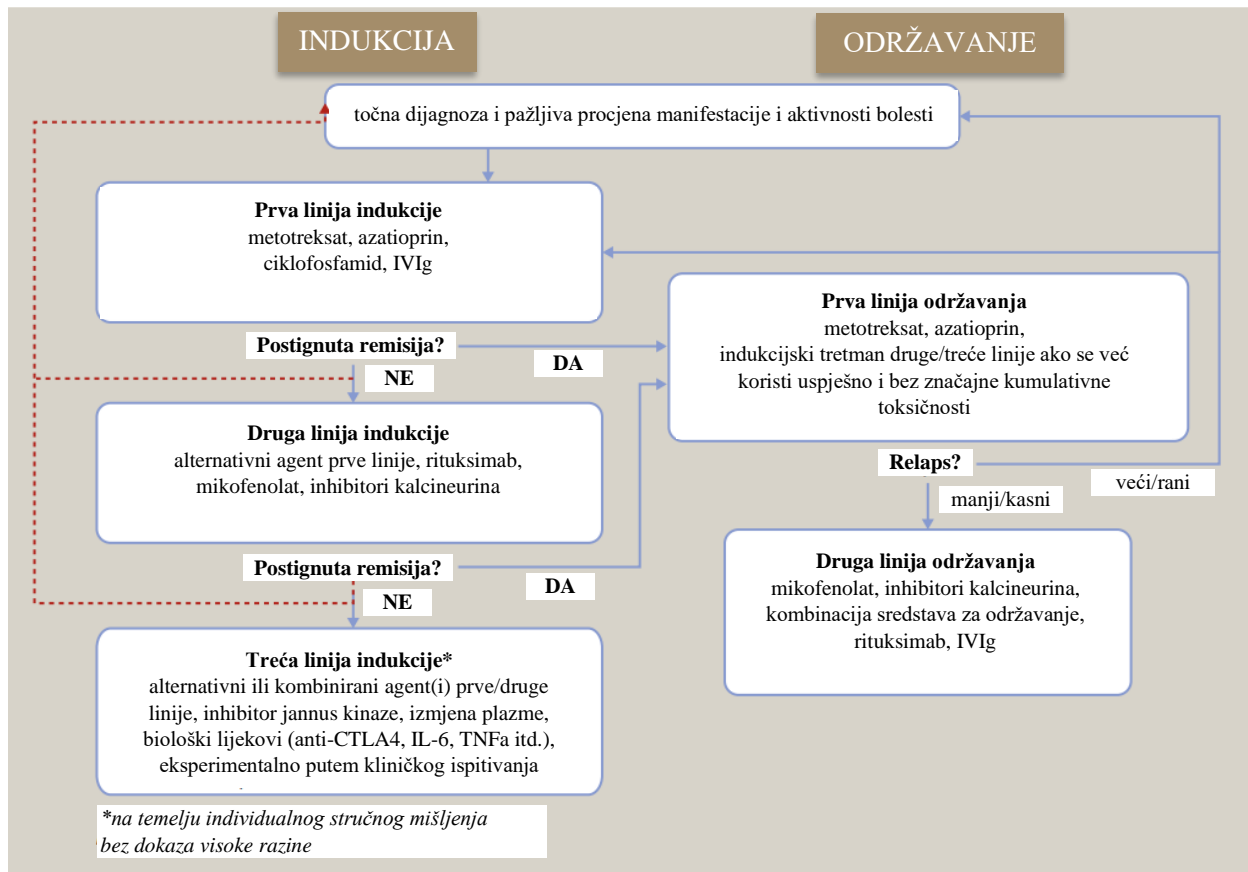 INDUKCIJA
ODRŽAVANJE
točna dijagnoza i pažljiva procjena manifestacije i aktivnosti bolesti
Prva linija indukcije
metotreksat, azatioprin,
ciklofosfamid, IVIg
Postignuta remisija?
DA
NE
Druga linija indukcije
alternativni agent prve linije, rituksimab,
mikofenolat, inhibitori kalcineurina
Postignuta remisija?
DA
NE
Treća linija indukcije*
alternativni ili kombinirani agent(i) prve/druge
linije, inhibitor jannus kinaze, izmjena plazme,
biološki lijekovi (anti-CTLA4, IL-6, TNFa itd.),
eksperimentalno putem kliničkog ispitivanja
*na temelju individualnog stručnog mišljenja
bez dokaza visoke razine
Prva linija održavanja
metotreksat, azatioprin,
indukcijski tretman druge/treće linije ako se već
koristi uspješno i bez značajne kumulativne
toksičnosti
Relaps?
veći/rani
manji/kasni
Druga linija održavanja
mikofenolat, inhibitori kalcineurina,
kombinacija sredstava za održavanje,
rituksimab, IVIg